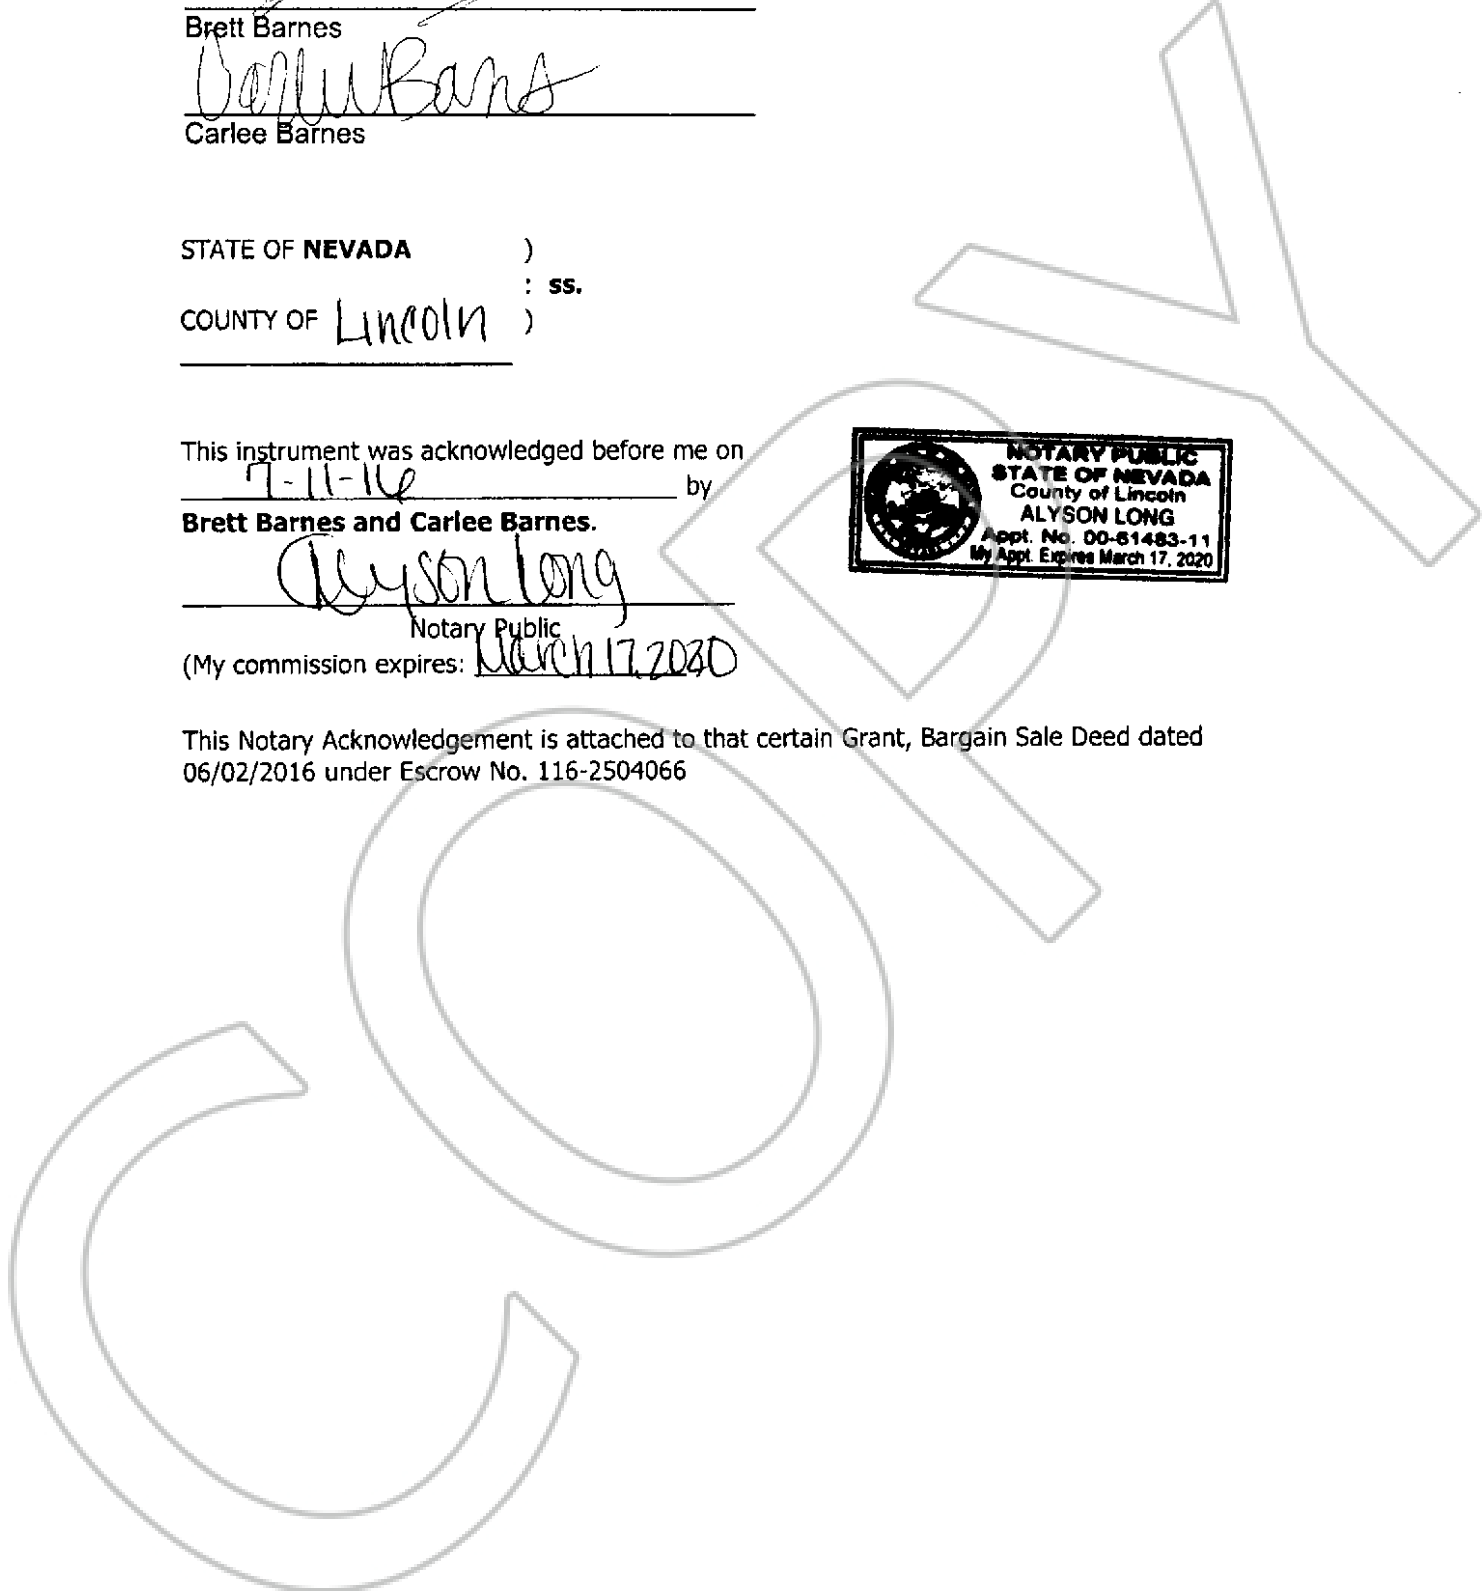 Brett Barnes
Carlee Barnes
Carlee Barnes
STATE OF NEVADA )
: ss.
COUNTY OF Lincoln )
This instrument was acknowledged before me on
7-11-16 by
Brett Barnes and Carlee Barnes.
Alyson Long
Notary Public
(My commission expires: March 17, 2020
NOTARY PUBLIC
STATE OF NEVADA
County of Lincoln
ALYSON LONG
Appt. No. 00-61483-11
My Appt. Expires March 17, 2020
This Notary Acknowledgement is attached to that certain Grant, Bargain Sale Deed dated
06/02/2016 under Escrow No. 116-2504066
COPY